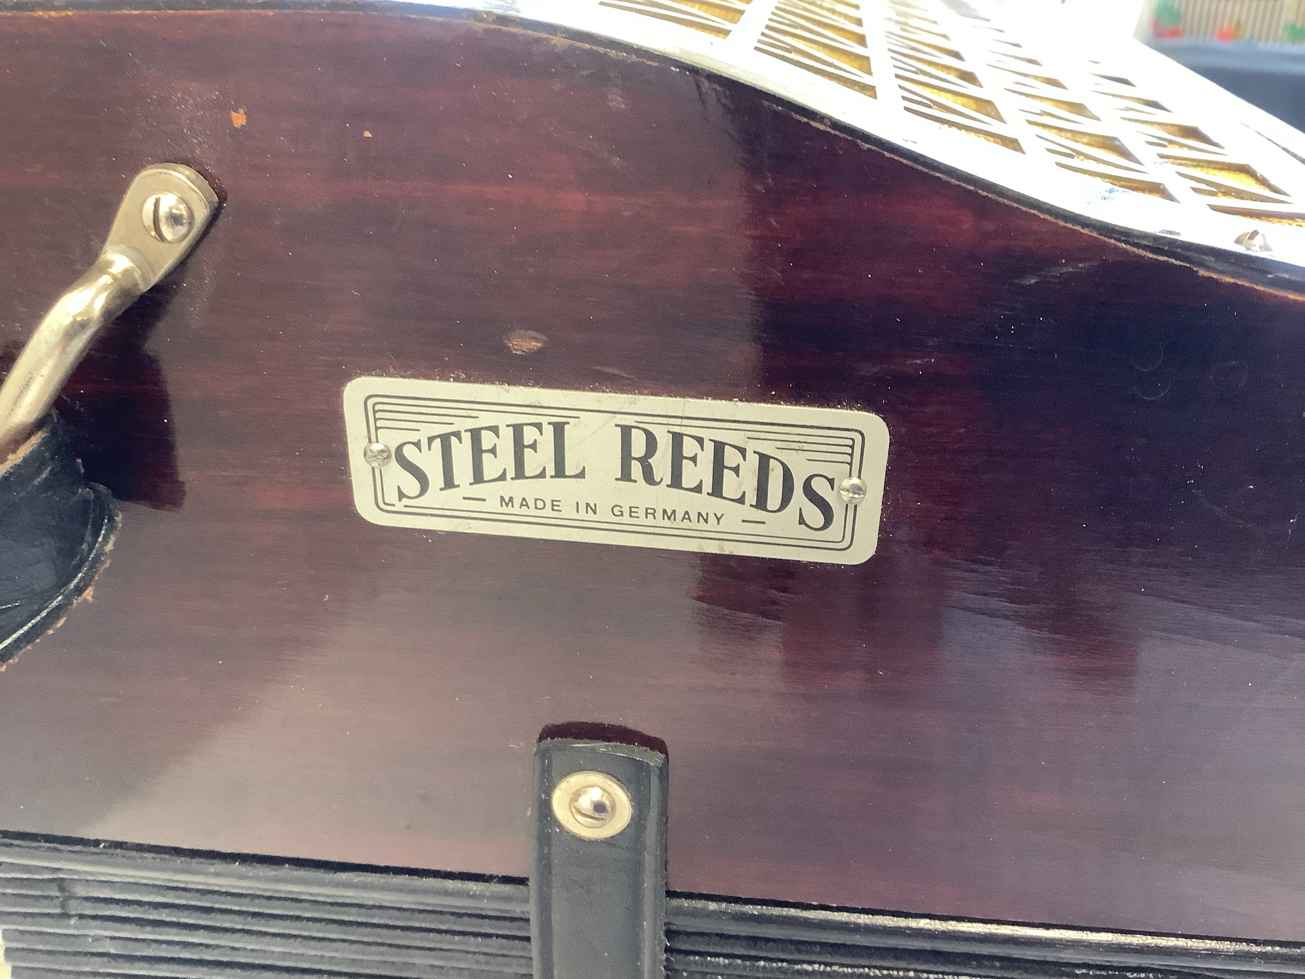 STEEL REEDS
— MADE IN GERMANY —